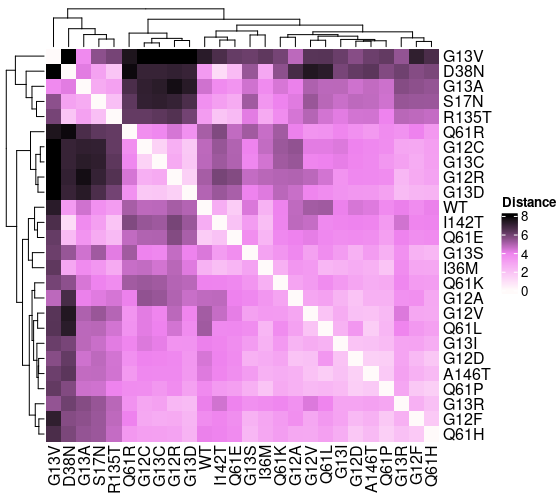 G13V
D38N
G13A
S17N
R135T
Q61R
G12C
G13C
G12R
G13D
WT
I142T
Q61E
G13S
I36M
Q61K
G12A
G12V
Q61L
G13I
G12D
A146T
Q61P
G13R
G12F
Q61H
Distance
8
6
4
2
0
G13V D38N G13A S17N R135T Q61R G12C G13C G12R G13D WT I142T Q61E G13S I36M Q61K G12A G12V Q61L G13I G12D A146T Q61P G13R G12F Q61H